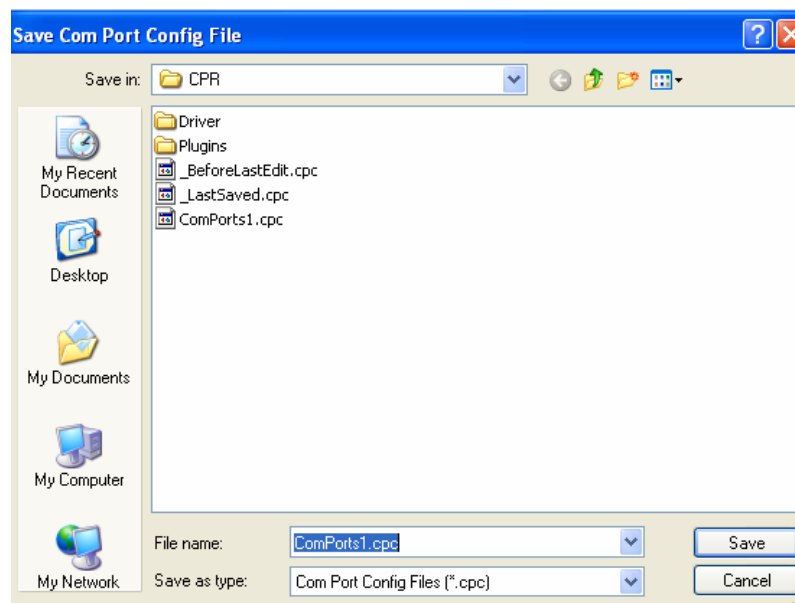 Save Com Port Config File
Save in:
CPR
My Recent
Documents
Desktop
My Documents
My Computer
My Network
Driver
Plugins
_BeforeLastEdit.cpc
_LastSaved.cpc
ComPorts1.cpc
File name:
ComPorts1.cpc
Save
Save as type:
Com Port Config Files (*.cpc)
Cancel